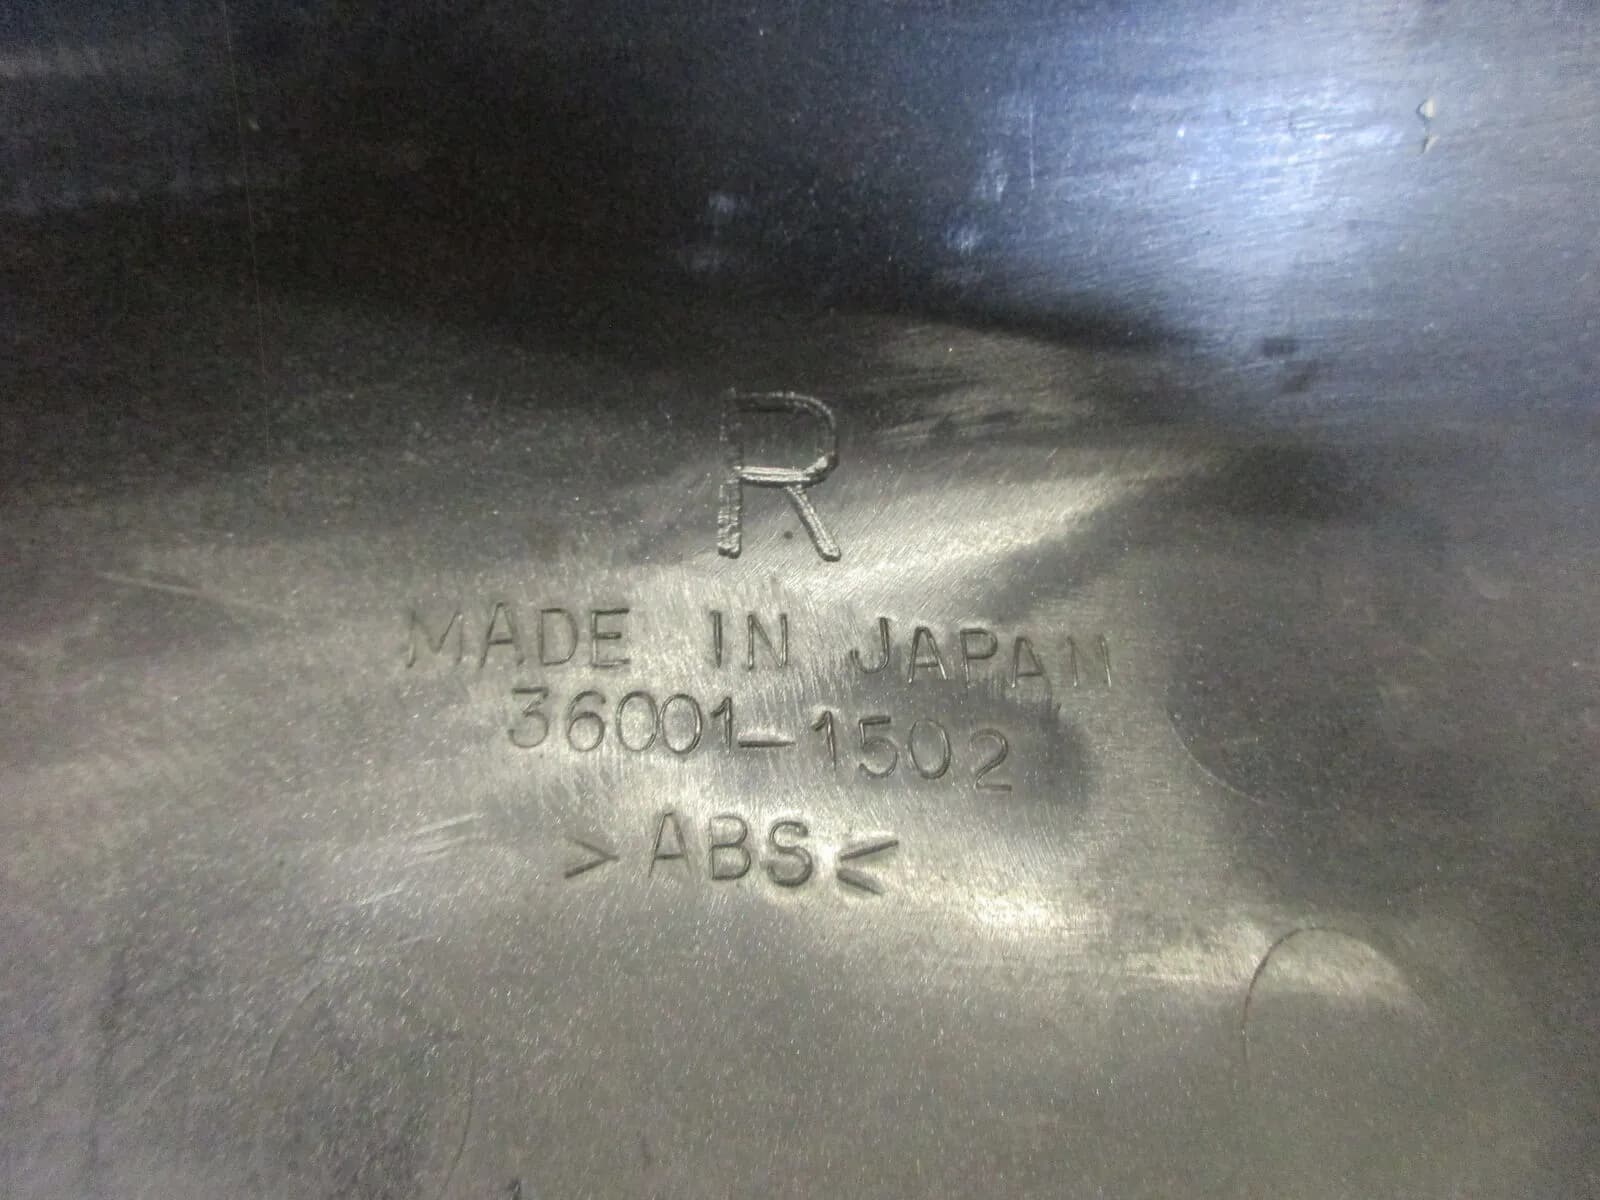 R
MADE IN JAPAN
36001-1502
>ABS<